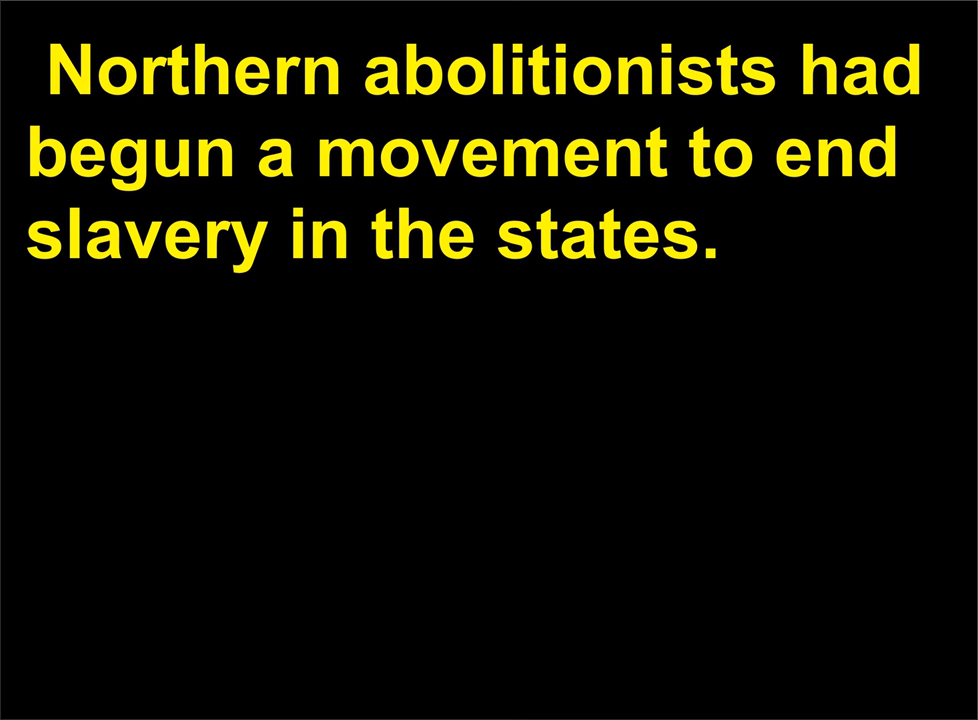 Northern abolitionists had
begun a movement to end
slavery in the states.